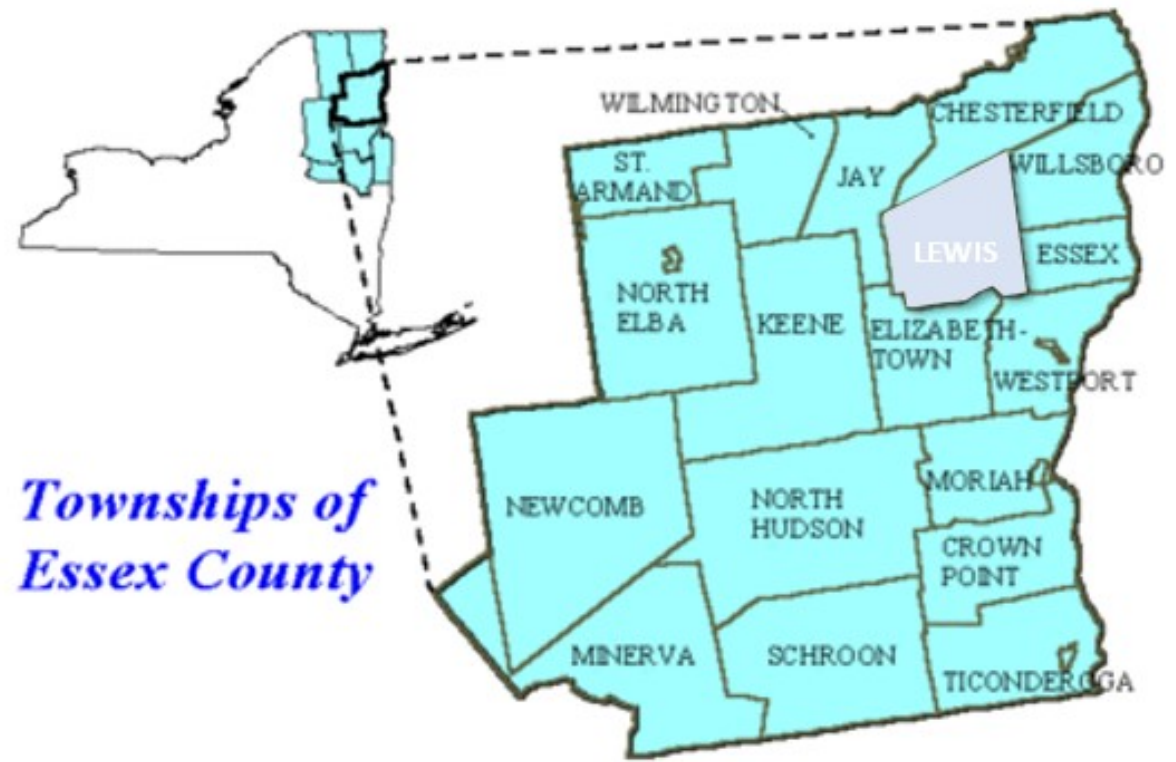 WILMINGTON
CHESTERFIELD
ST.
ARMAND
JAY
WILLSBORO
LEWIS
ESSEX
NORTH
ELBA
KEENE
ELIZABETH-
TOWN
WESTPORT
Townships of
Essex County
NEWCOMB
NORTH
HUDSON
MORIAH
CROWN
POINT
MINERVA
SCHROON
TICONDEROGA